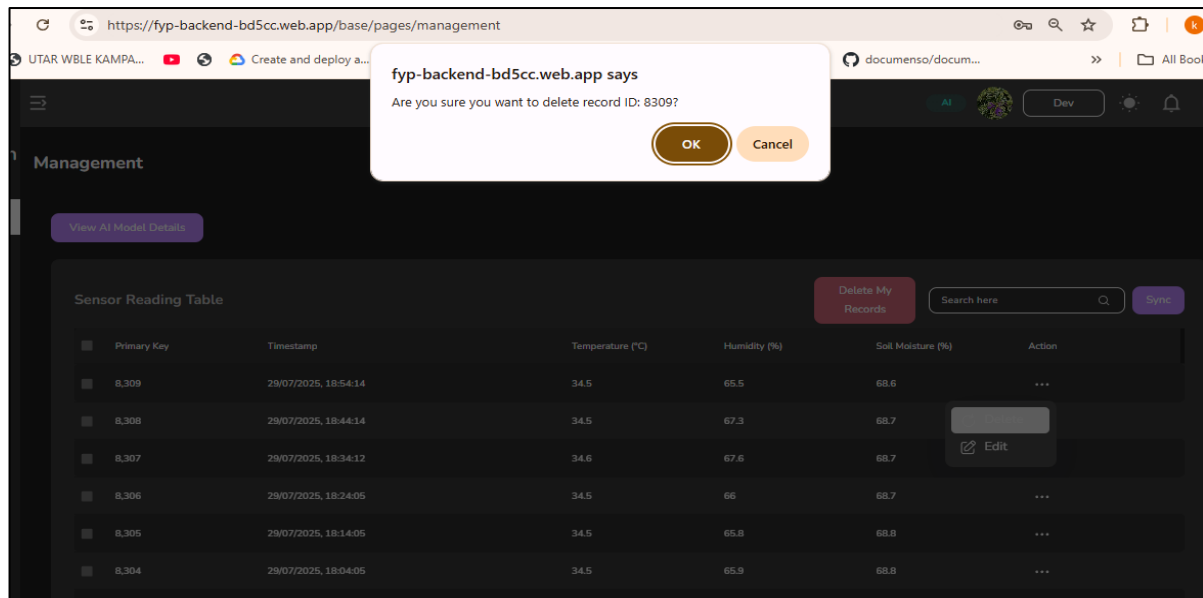 https://fyp-backend-bd5cc.web.app/base/pages/management
k
UTAR WBLE KAMPA...
Create and deploy a...
documenso/docum...
»
All Book
fyp-backend-bd5cc.web.app says
Are you sure you want to delete record ID: 8309?
OK
Cancel
AI
Dev
Management
View AI Model Details
Sensor Reading Table
Delete My
Records
Search here
Sync
Primary Key Timestamp Temperature (°C) Humidity (%) Soil Moisture (%) Action
8,309 29/07/2025, 18:54:14 34.5 65.5 68.6 ...
8,308 29/07/2025, 18:44:14 34.5 67.3 68.7
Edit
8,307 29/07/2025, 18:34:12 34.6 67.6 68.7
8,306 29/07/2025, 18:24:05 34.5 66 68.7 ...
8,305 29/07/2025, 18:14:05 34.5 65.8 68.8 ...
8,304 29/07/2025, 18:04:05 34.5 65.9 68.8 ...